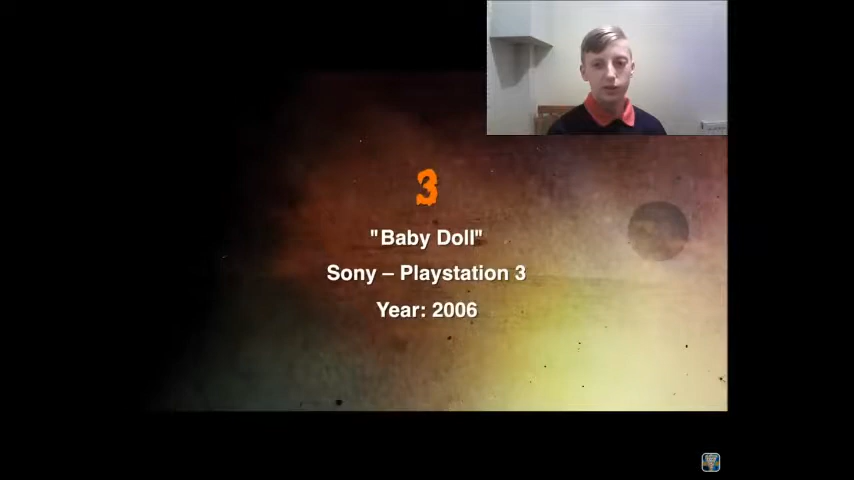 3
"Baby Doll"
Sony – Playstation 3
Year: 2006